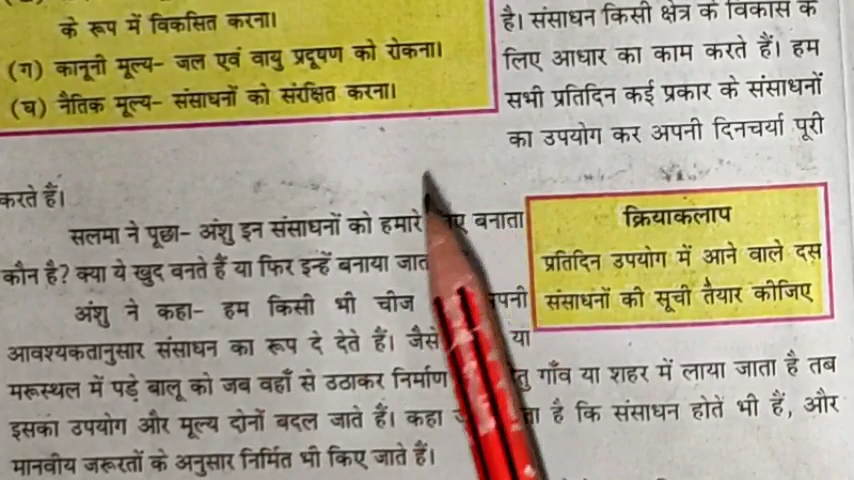 के रूप में विकसित करना।
(ग) कानूनी मूल्य- जल एवं वायु प्रदूषण को रोकना।
(घ) नैतिक मूल्य- संसाधनों को संरक्षित करना।
है। संसाधन किसी क्षेत्र के विकास के
लिए आधार का काम करते हैं। हम
सभी प्रतिदिन कई प्रकार के संसाधनों
का उपयोग कर अपनी दिनचर्या पूरी
करते हैं।
सलमा ने पूछा- अंशु इन संसाधनों को हमारे बनाता
कौन है? क्या ये खुद बनते हैं या फिर इन्हें बनाया
अंशु ने कहा- हम किसी भी चीज
आवश्यकतानुसार संसाधन का रूप दे देते हैं। जैसे या
मरूस्थल में पड़े बालू को जब वहाँ से उठाकर निर्माण गाँव या शहर में लाया जाता है तब
इसका उपयोग और मूल्य दोनों बदल जाते हैं। कहा है कि संसाधन होते भी हैं, और
मानवीय जरूरतों के अनुसार निर्मित भी किए जाते हैं।
क्रियाकलाप
प्रतिदिन उपयोग में आने वाले दस
संसाधनों की सूची तैयार कीजिए